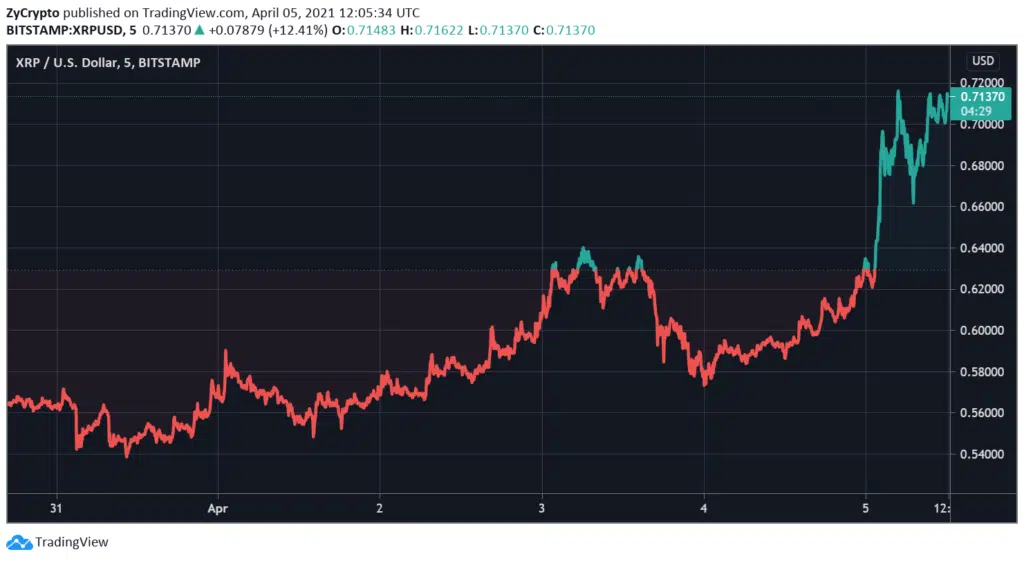 ZyCrypto published on TradingView.com, April 05, 2021 12:05:34 UTC
BITSTAMP:XRPUSD, 5 0.71370 ▲ +0.07879 (+12.41%) O:0.71483 H:0.71622 L:0.71370 C:0.71370
XRP / U.S. Dollar, 5, BITSTAMP
USD
0.72000
0.71370
04:29
0.70000
0.68000
0.66000
0.64000
0.62000
0.60000
0.58000
0.56000
0.54000
31 Apr 2 3 4 5 12:
TradingView